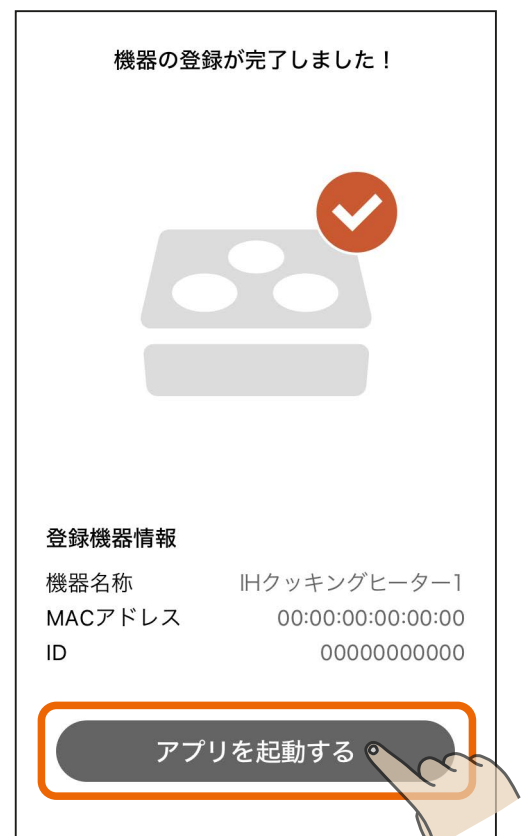 機器の登録が完了しました！
登録機器情報
機器名称 IHクッキングヒーター1
MACアドレス 00:00:00:00:00:00
ID 00000000000
アプリを起動する